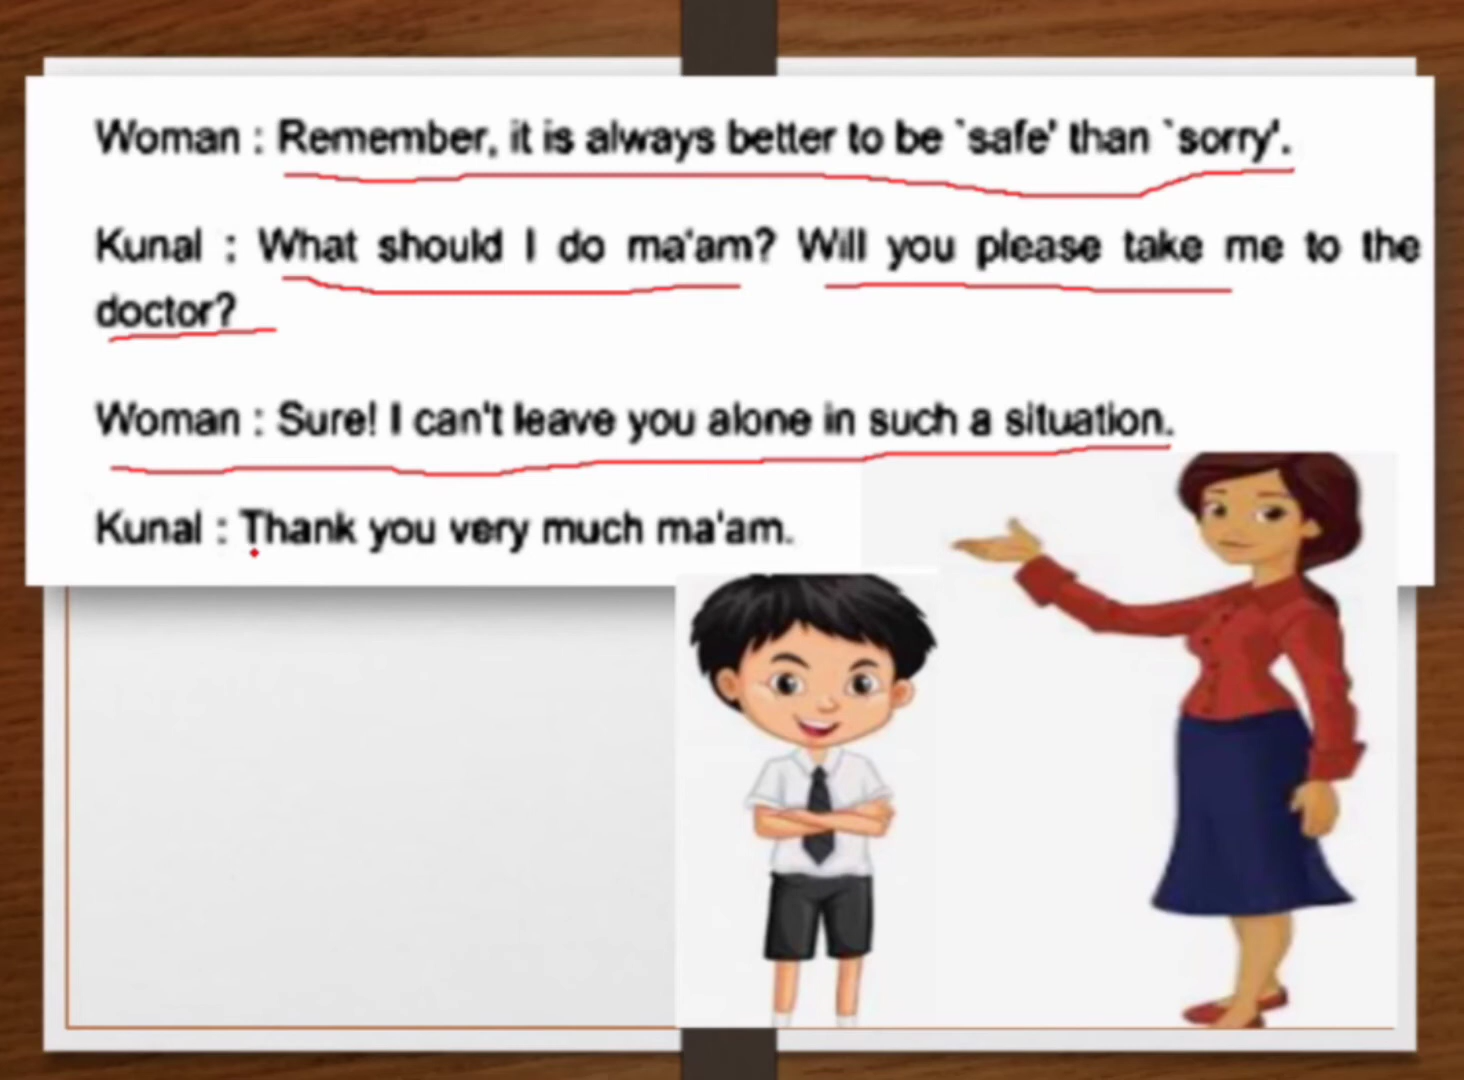 Woman : Remember, it is always better to be `safe' than `sorry'.
Kunal : What should I do ma'am? Will you please take me to the
doctor?
Woman : Sure! I can't leave you alone in such a situation.
Kunal : Thank you very much ma'am.